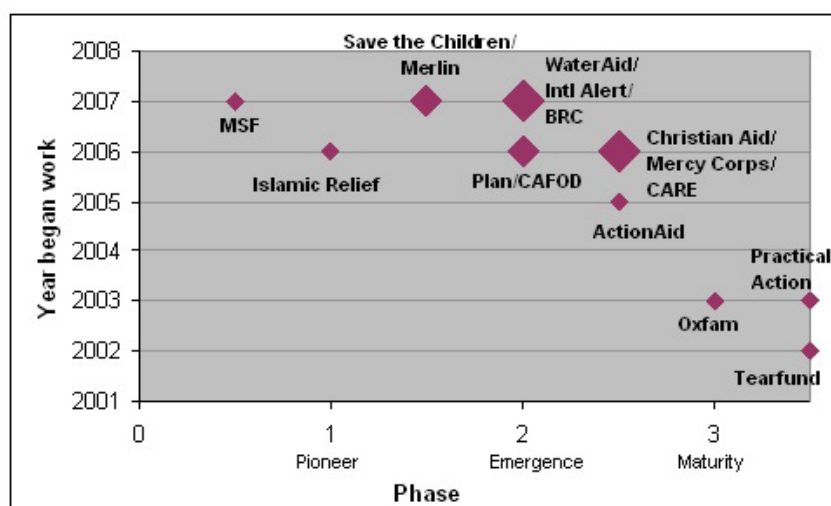 Save the Children/
Merlin
WaterAid/
Intl Alert/
BRC
MSF
Islamic Relief
Plan/CAFOD
Christian Aid/
Mercy Corps/
CARE
ActionAid
Practical
Action
Oxfam
Tearfund
Year began work
2008
2007
2006
2005
2004
2003
2002
2001
0
1
2
3
Pioneer
Emergence
Maturity
Phase